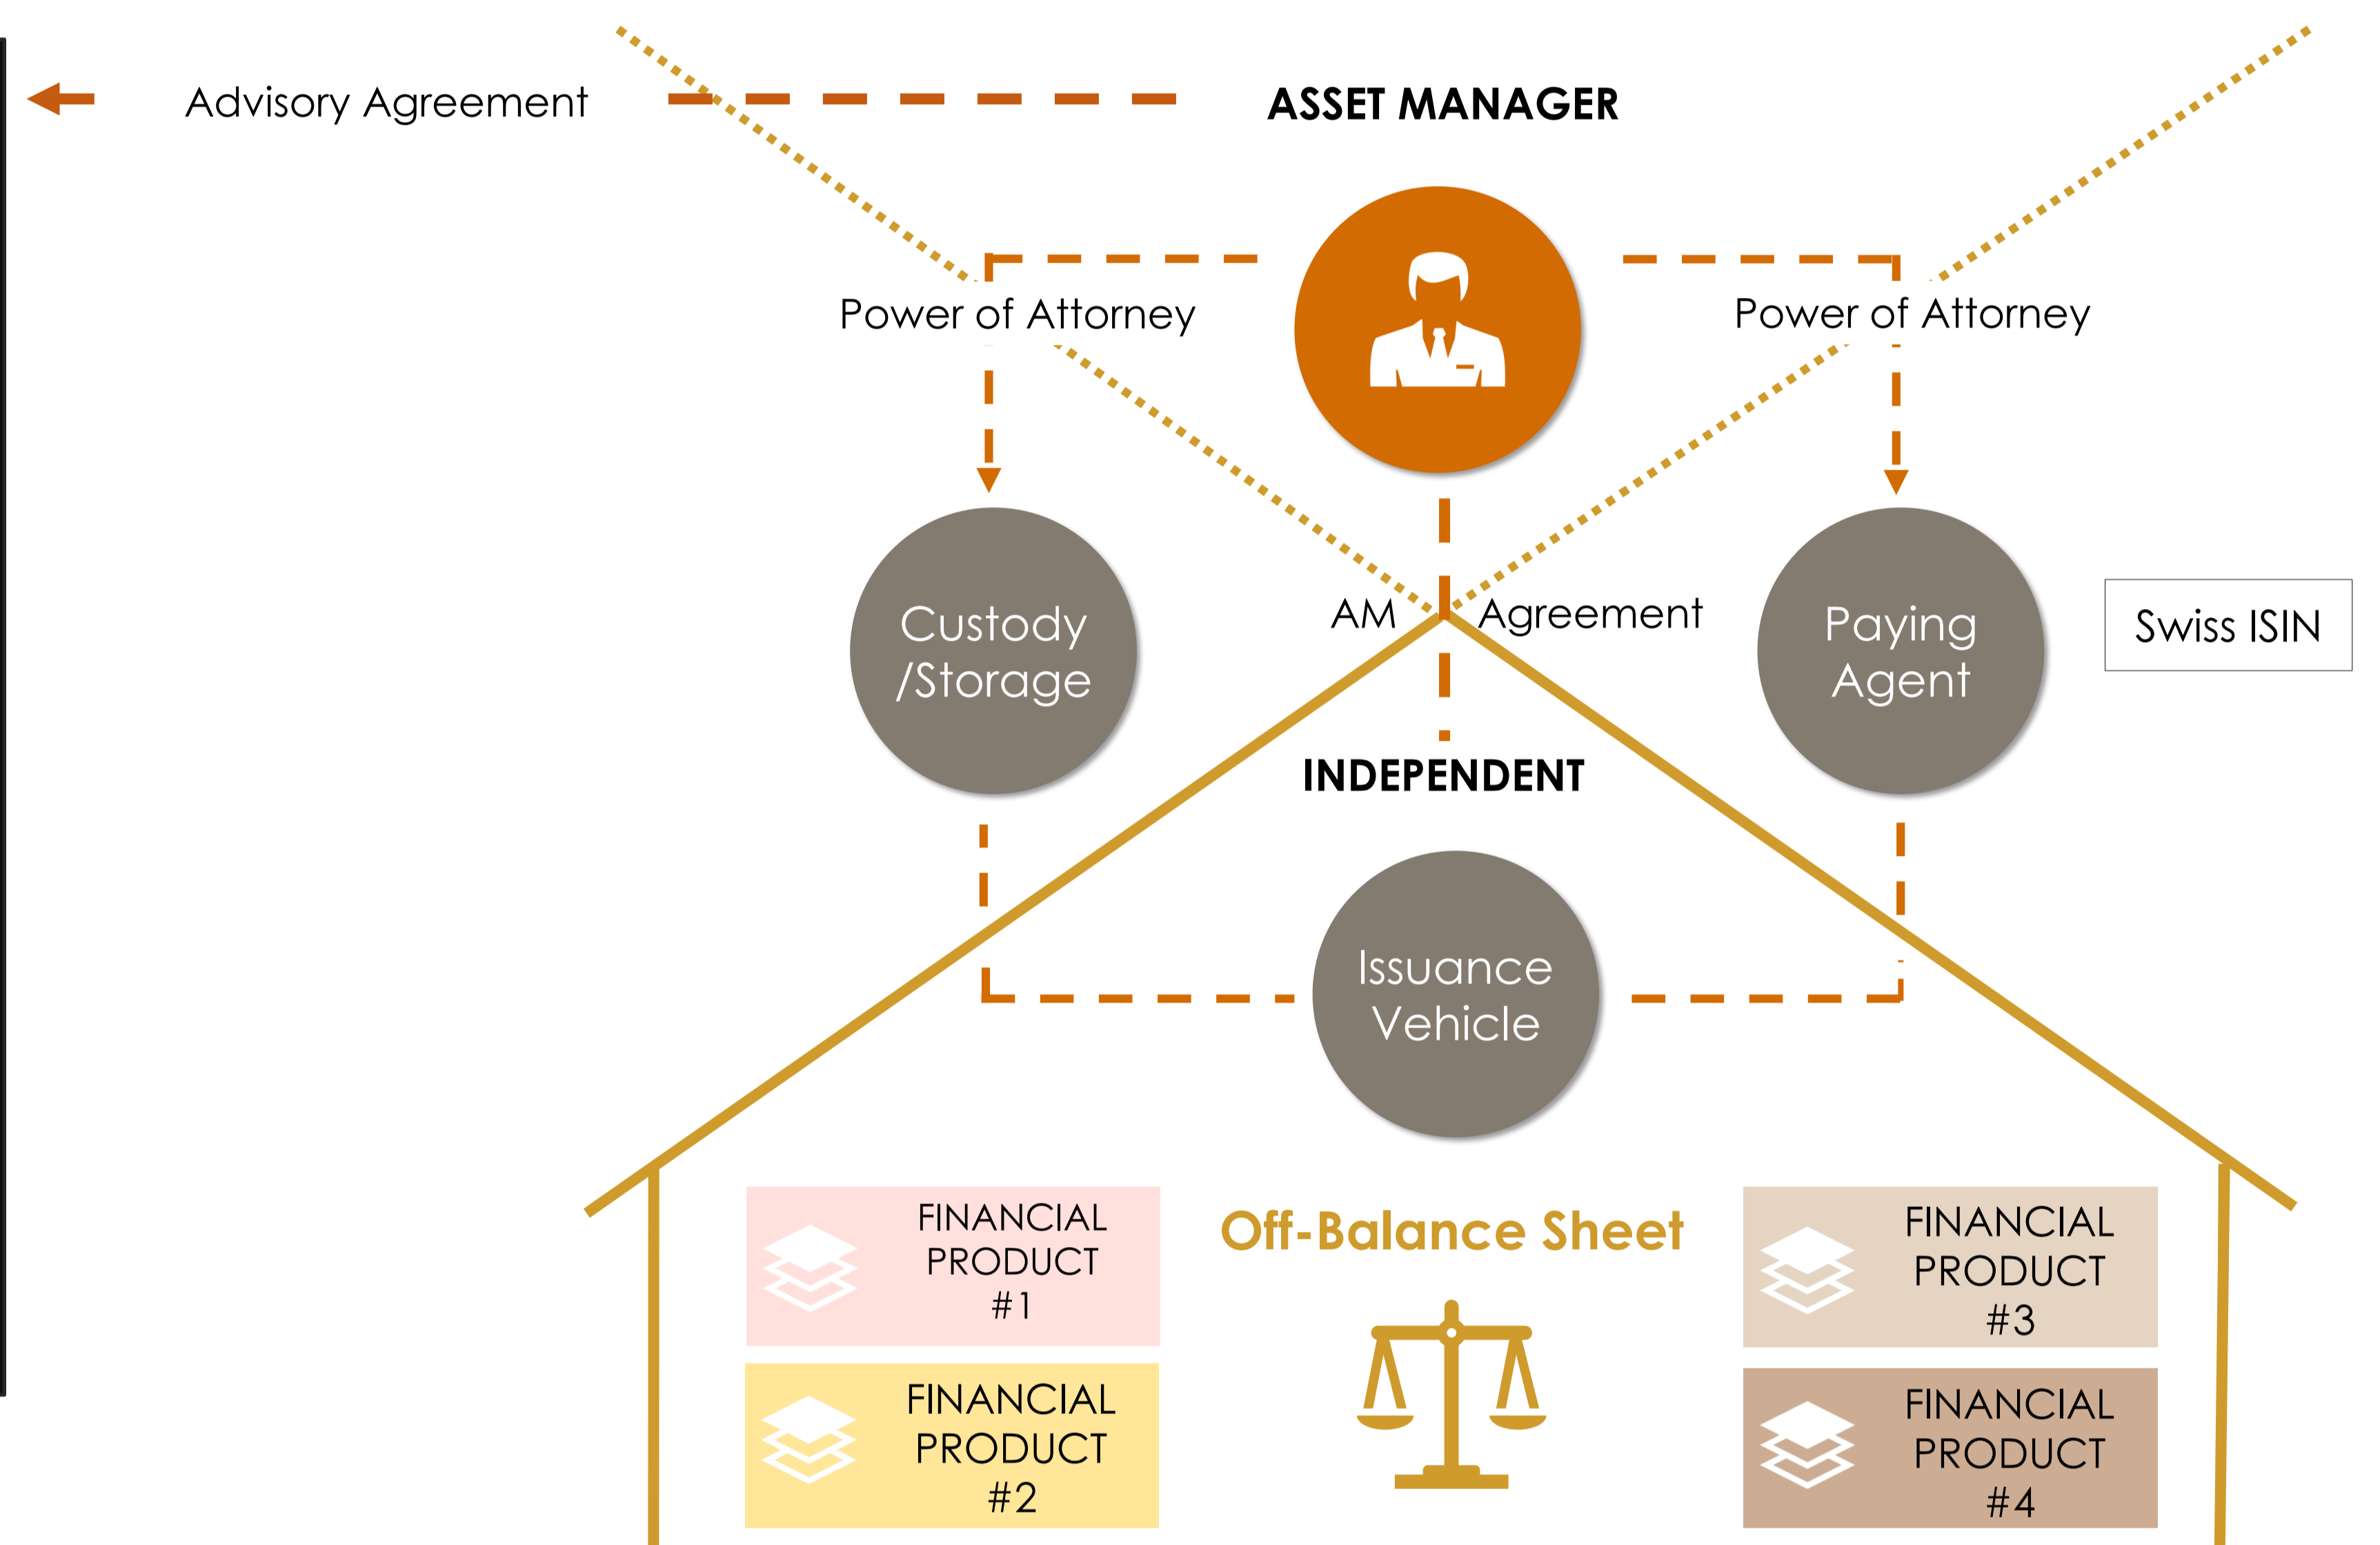 Advisory Agreement
ASSET MANAGER
Power of Attorney
Power of Attorney
Custody
/Storage
AM Agreement
Paying
Agent
Swiss ISIN
INDEPENDENT
Issuance
Vehicle
FINANCIAL
PRODUCT
#1
Off-Balance Sheet
FINANCIAL
PRODUCT
#3
FINANCIAL
PRODUCT
#2
FINANCIAL
PRODUCT
#4